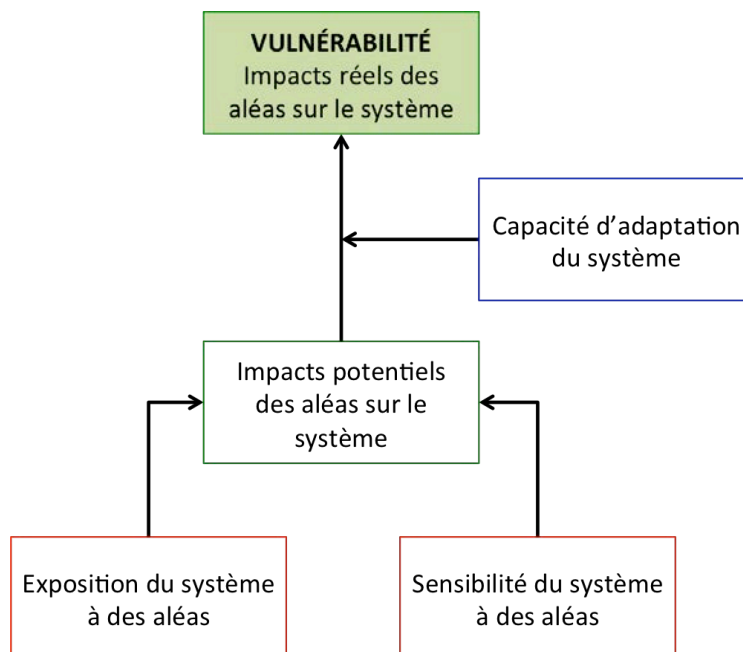 VULNÉRABILITÉ
Impacts réels des
aléas sur le système
Capacité d’adaptation
du système
Impacts potentiels
des aléas sur le
système
Exposition du système
à des aléas
Sensibilité du système
à des aléas